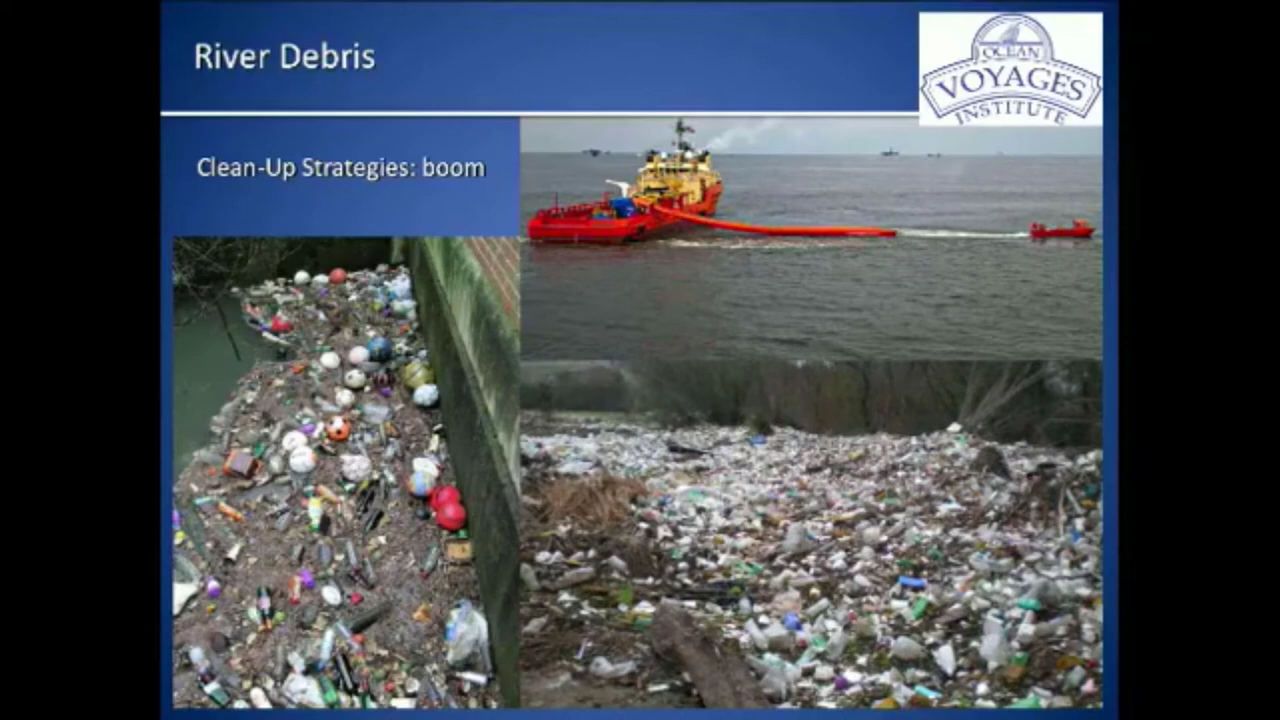 River Debris
OCEAN
VOYAGES
INSTITUTE
Clean-Up Strategies: boom